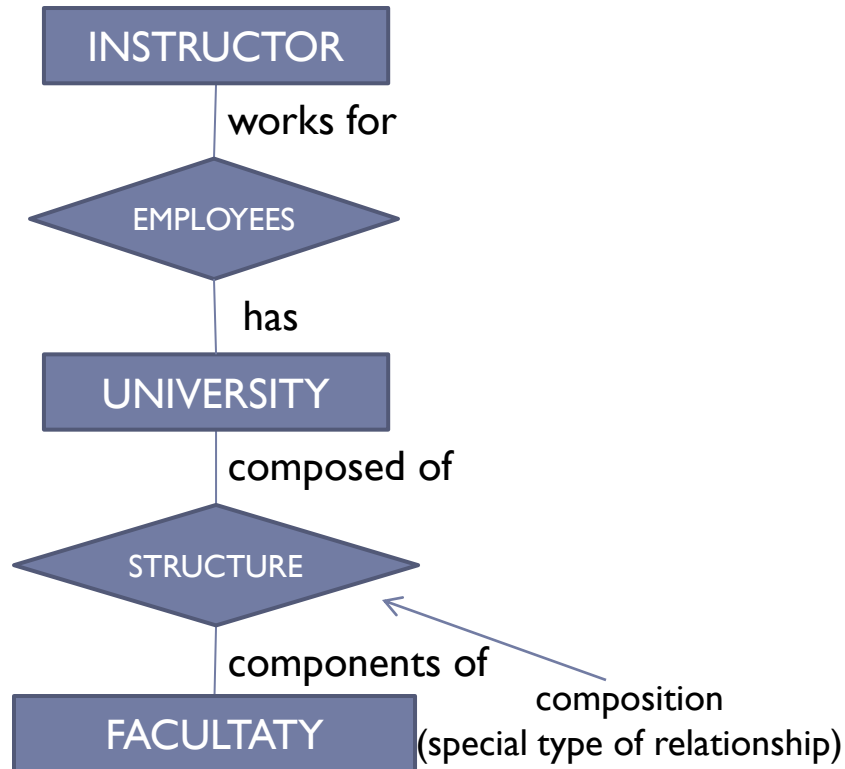 INSTRUCTOR
works for
EMPLOYEES
has
UNIVERSITY
composed of
STRUCTURE
components of
composition
(special type of relationship)
FACULTATY